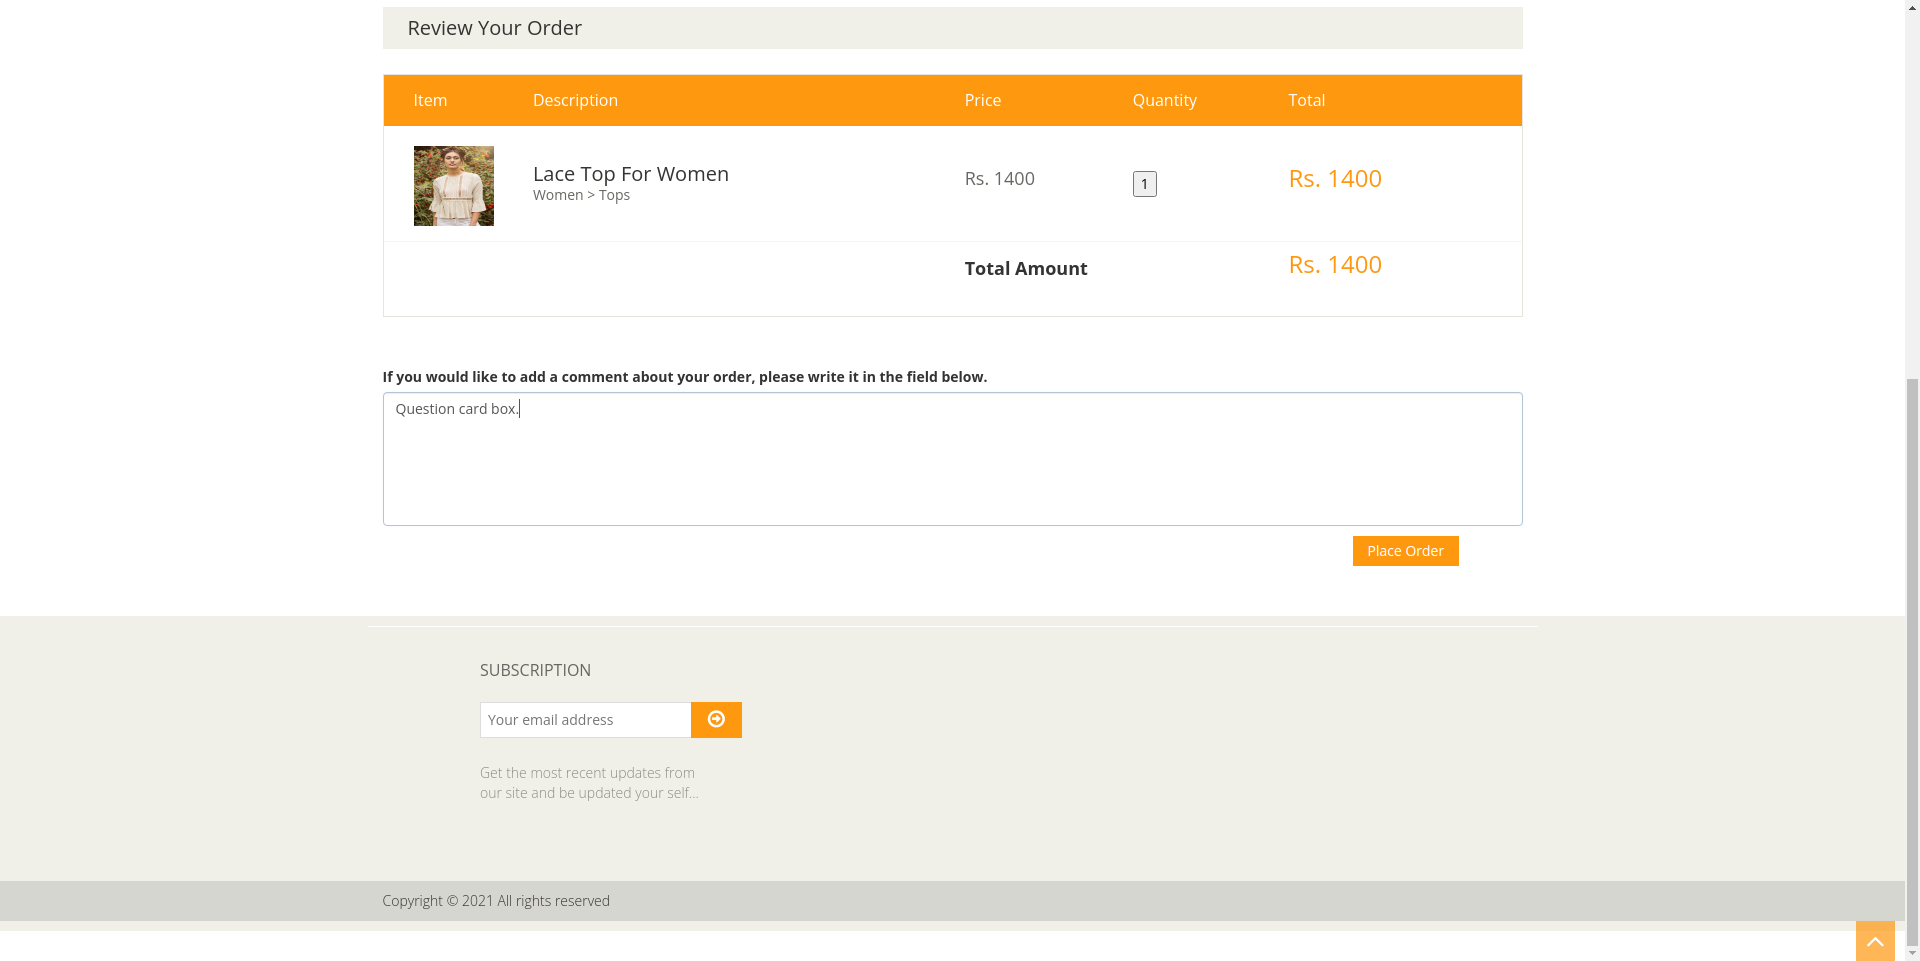 Review Your Order
Item Description Price Quantity Total
Lace Top For Women
Women > Tops
Rs. 1400
1
Rs. 1400
Total Amount
Rs. 1400
If you would like to add a comment about your order, please write it in the field below.
Question card box.
Place Order
SUBSCRIPTION
Your email address
Get the most recent updates from
our site and be updated your self...
Copyright © 2021 All rights reserved